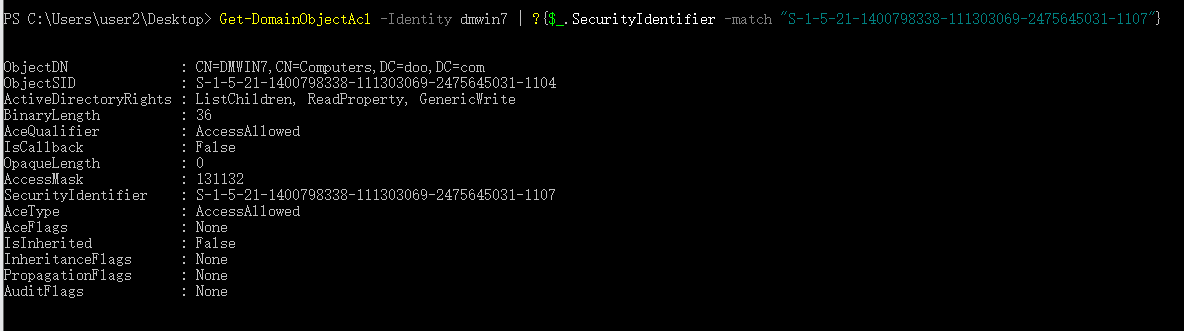 PS C:\Users\user2\Desktop> Get-DomainObjectAcl -Identity dmwin7 | ?{$_.SecurityIdentifier -match "S-1-5-21-1400798338-111303069-2475645031-1107"}
ObjectDN : CN=DMWIN7,CN=Computers,DC=doo,DC=com
ObjectSID : S-1-5-21-1400798338-111303069-2475645031-1104
ActiveDirectoryRights : ListChildren, ReadProperty, GenericWrite
BinaryLength : 36
AceQualifier : AccessAllowed
IsCallback : False
OpaqueLength : 0
AccessMask : 131132
SecurityIdentifier : S-1-5-21-1400798338-111303069-2475645031-1107
AceType : AccessAllowed
AceFlags : None
IsInherited : False
InheritanceFlags : None
PropagationFlags : None
AuditFlags : None